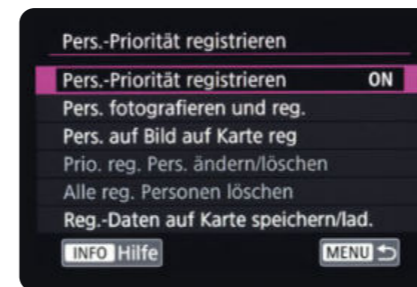 Pers.-Priorität registrieren
Pers.-Priorität registrieren ON
Pers. fotografieren und reg.
Pers. auf Bild auf Karte reg
Prio. reg. Pers. ändern/löschen
Alle reg. Personen löschen
Reg.-Daten auf Karte speichern/lad.
INFO Hilfe MENU